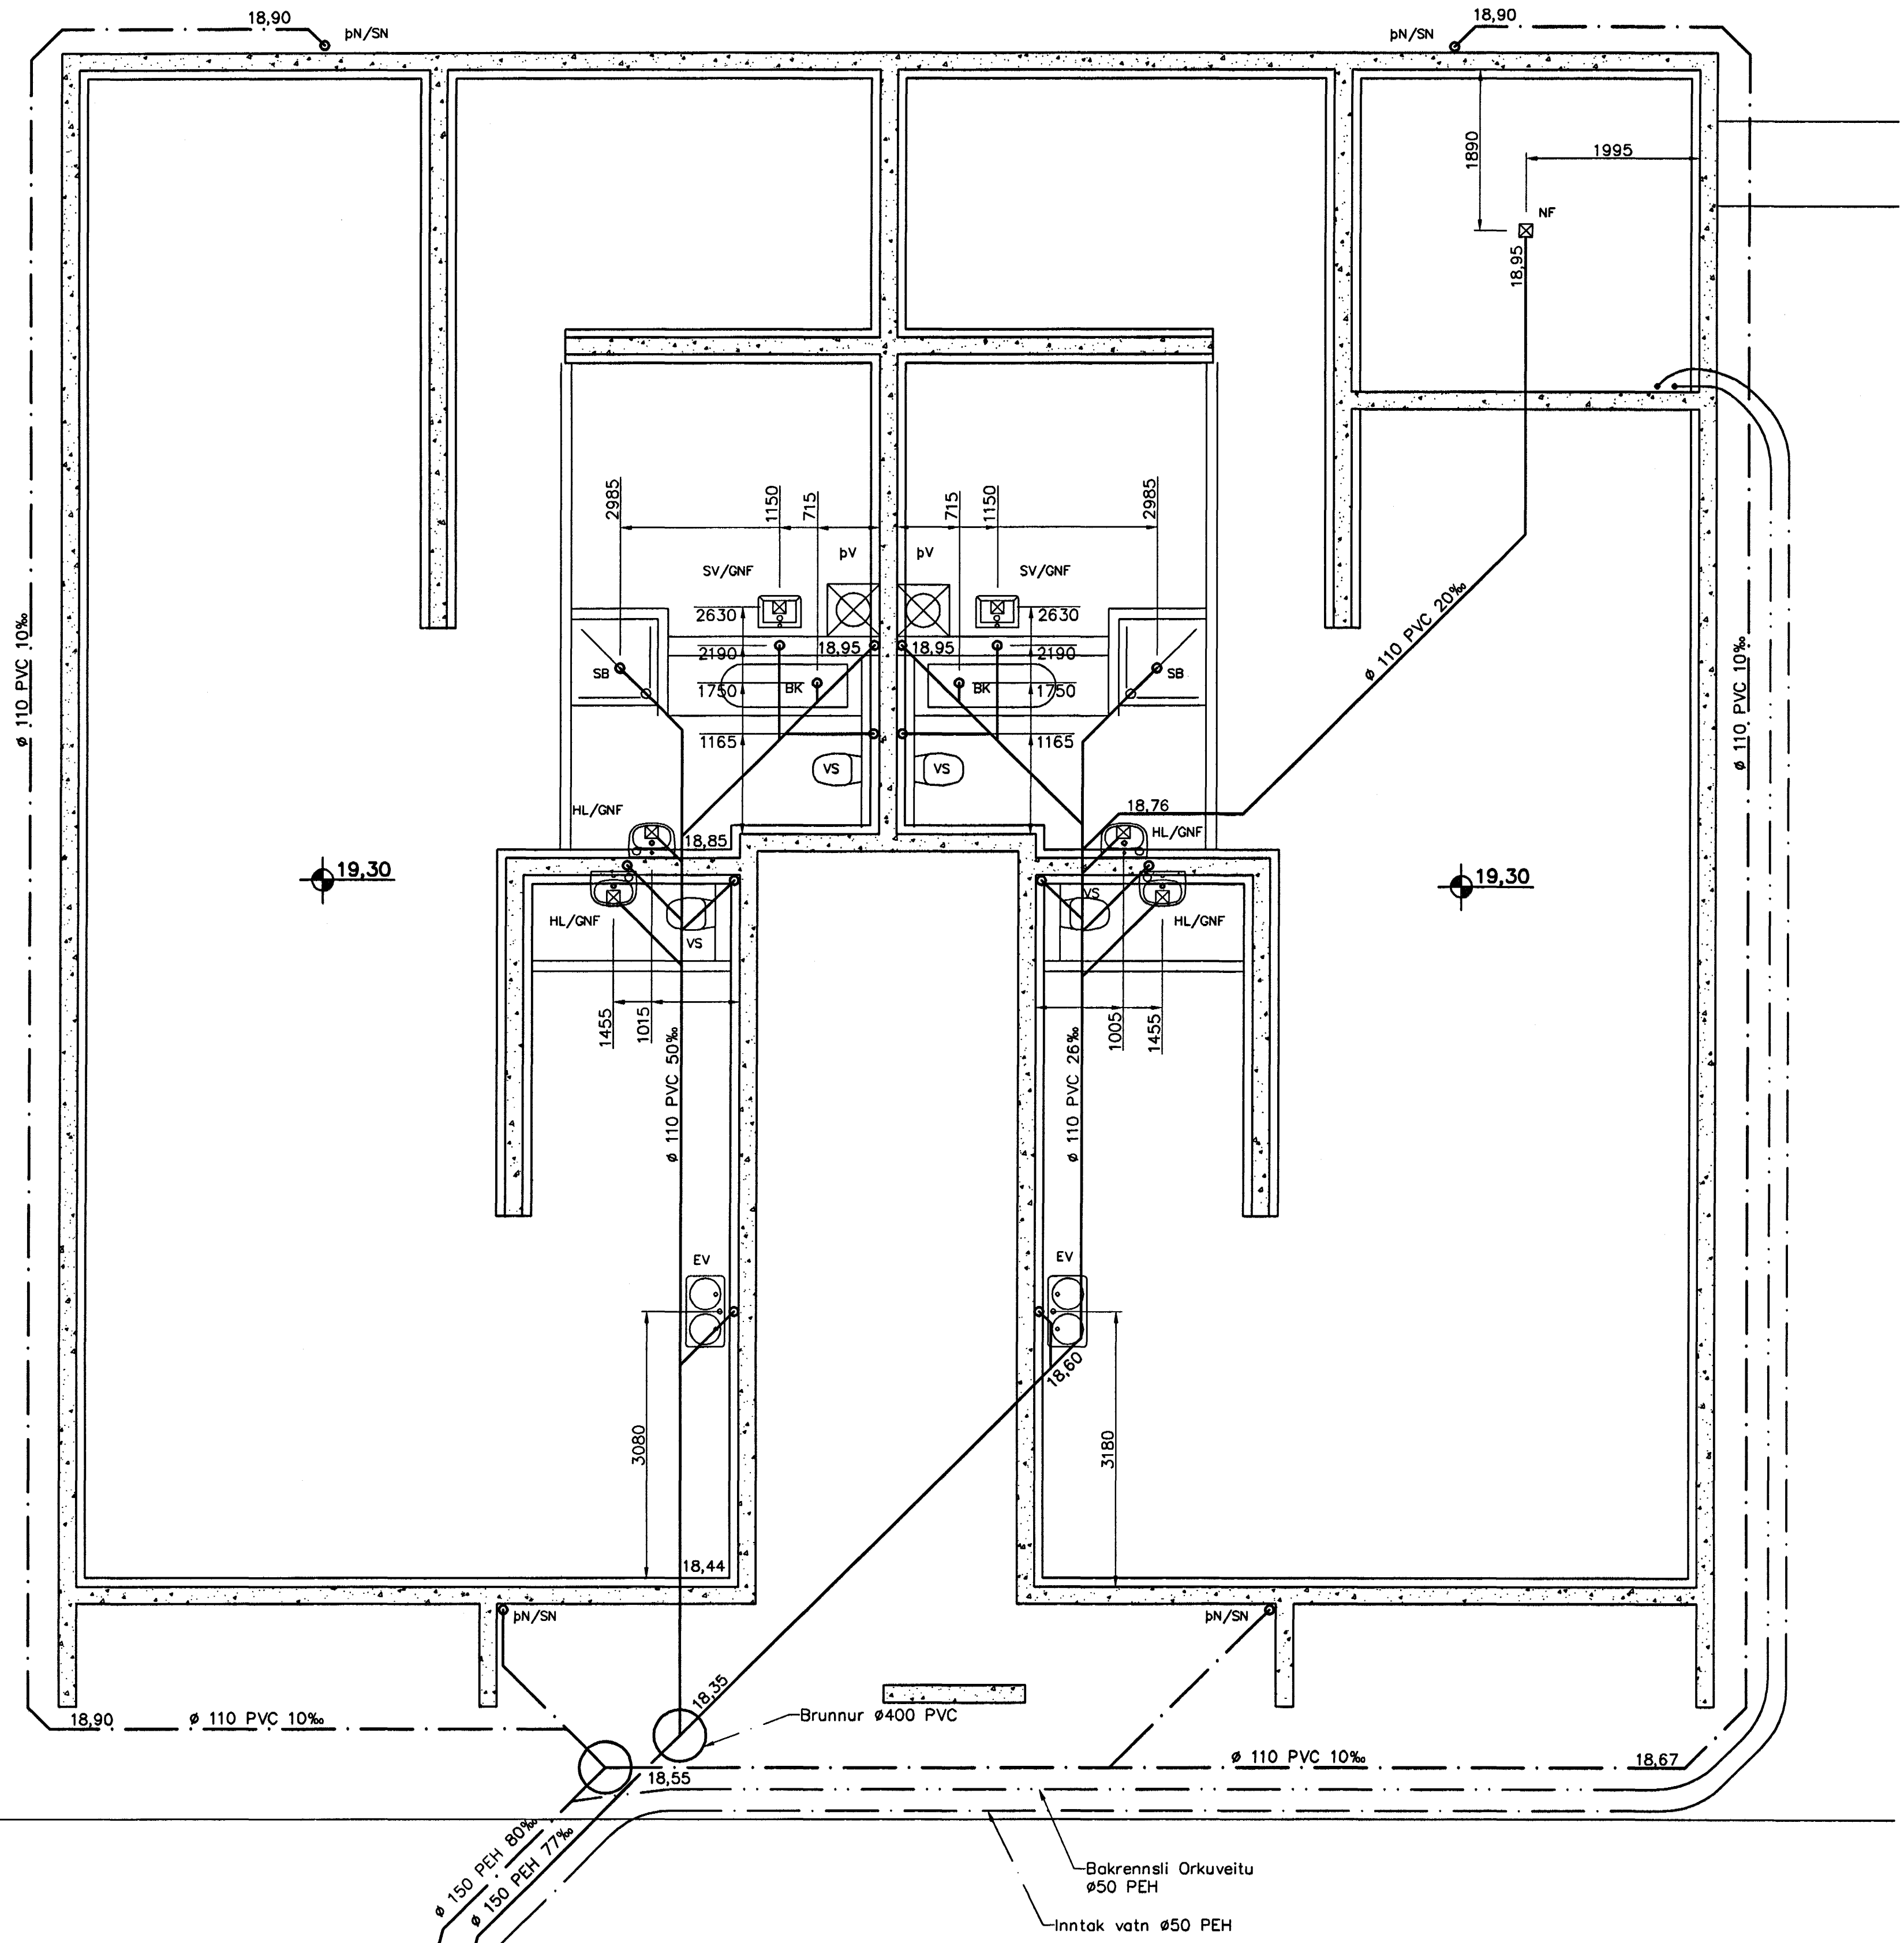 18,90
þN/SN
18,90
þN/SN
1890
1995
NF
18,95
2985
1150
715
715
1150
2985
þV
þV
SV/GNF
SV/GNF
2630
2630
Ø 110 PVC 20‰
2190
18,95
18,95
2190
SB
BK
BK
SB
1750
1750
Ø 110 PVC 10‰
Ø 110 PVC 10‰
1165
1165
VS
VS
HL/GNF
18,76
18,85
HL/GNF
19,30
19,30
VS
HL/GNF
HL/GNF
VS
1455
1015
1005
1455
Ø 110 PVC 50‰
Ø 110 PVC 26‰
EV
EV
18,60
3080
3180
18,44
þN/SN
þN/SN
18,35
18,90
Ø 110 PVC 10‰
Brunnur Ø400 PVC
Ø 110 PVC 10‰
18,67
18,55
Ø 150 PEH 80‰
Ø 150 PEH 77‰
Bakrennsli Orkuveitu
Ø50 PEH
Inntak vatn Ø50 PEH